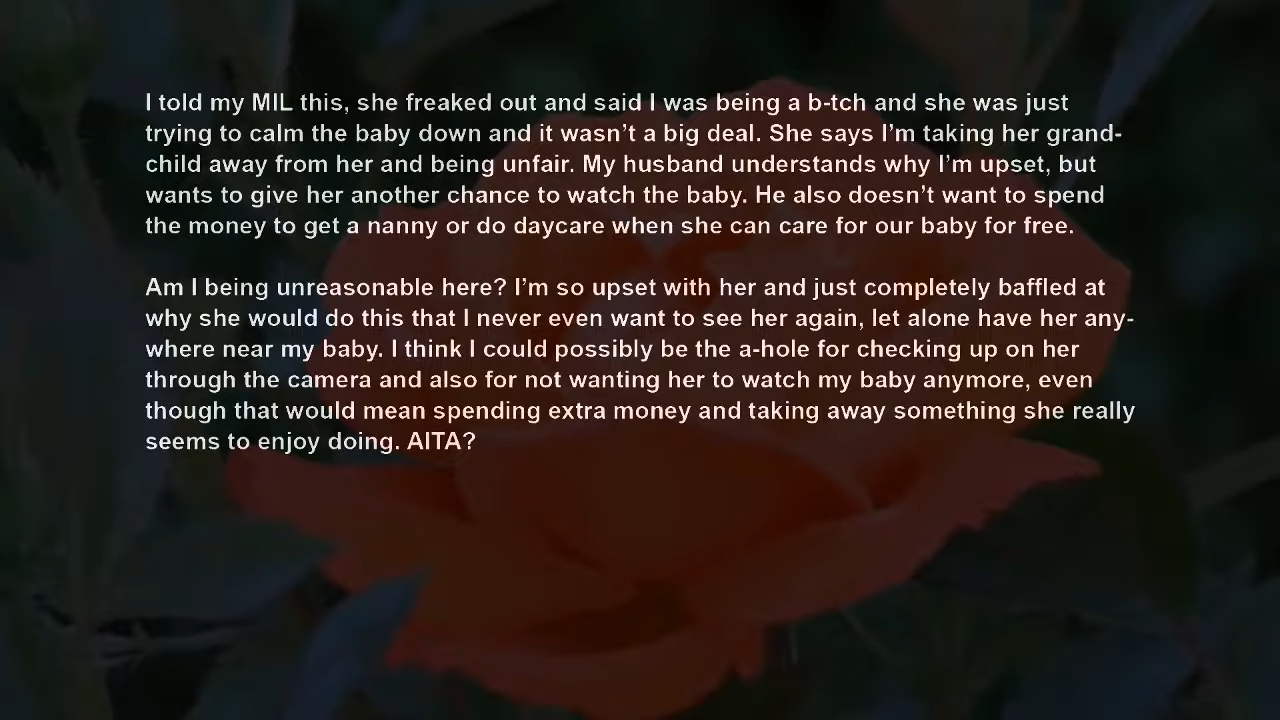 I told my MIL this, she freaked out and said I was being a b-tch and she was just
trying to calm the baby down and it wasn’t a big deal. She says I’m taking her grand-
child away from her and being unfair. My husband understands why I’m upset, but
wants to give her another chance to watch the baby. He also doesn’t want to spend
the money to get a nanny or do daycare when she can care for our baby for free.
Am I being unreasonable here? I’m so upset with her and just completely baffled at
why she would do this that I never even want to see her again, let alone have her any-
where near my baby. I think I could possibly be the a-hole for checking up on her
through the camera and also for not wanting her to watch my baby anymore, even
though that would mean spending extra money and taking away something she really
seems to enjoy doing. AITA?